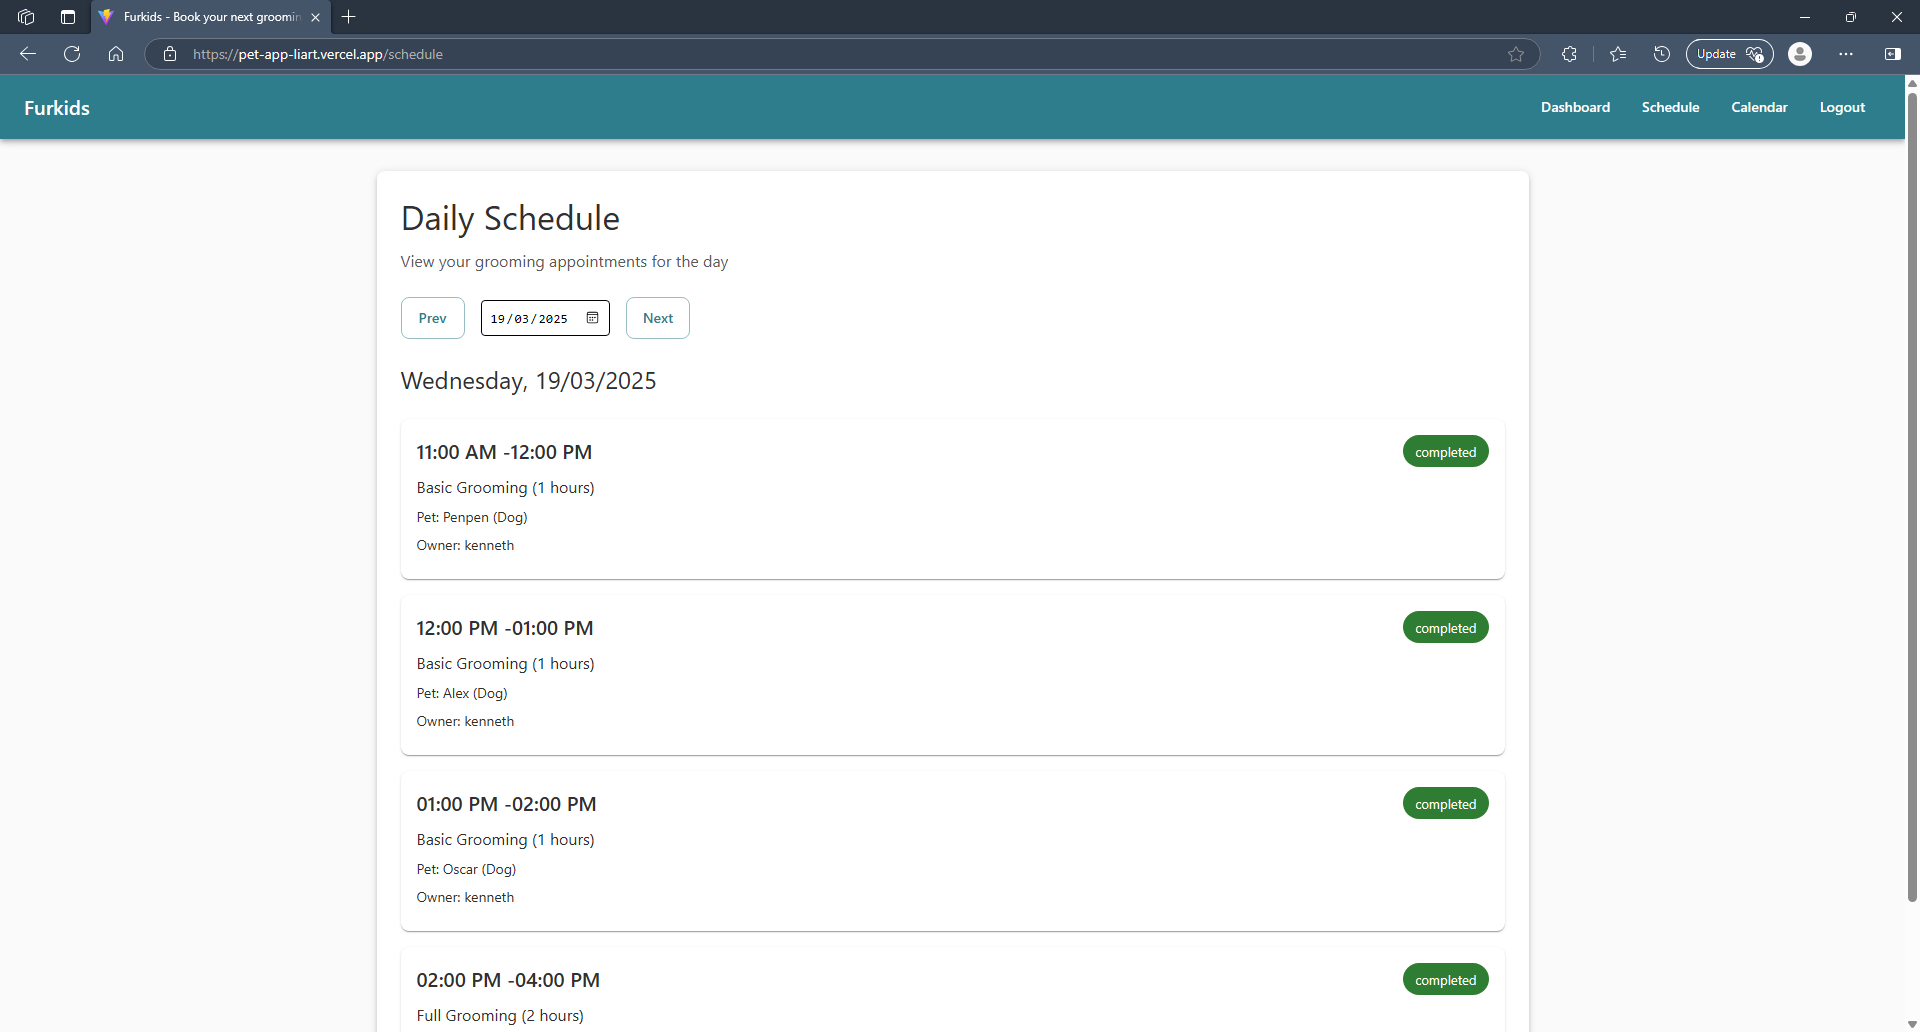 Furkids - Book your next groomin
https://pet-app-liart.vercel.app/schedule
Update
Furkids
Dashboard
Schedule
Calendar
Logout
Daily Schedule
View your grooming appointments for the day
Prev
19/03/2025
Next
Wednesday, 19/03/2025
11:00 AM -12:00 PM
completed
Basic Grooming (1 hours)
Pet: Penpen (Dog)
Owner: kenneth
12:00 PM -01:00 PM
completed
Basic Grooming (1 hours)
Pet: Alex (Dog)
Owner: kenneth
01:00 PM -02:00 PM
completed
Basic Grooming (1 hours)
Pet: Oscar (Dog)
Owner: kenneth
02:00 PM -04:00 PM
completed
Full Grooming (2 hours)